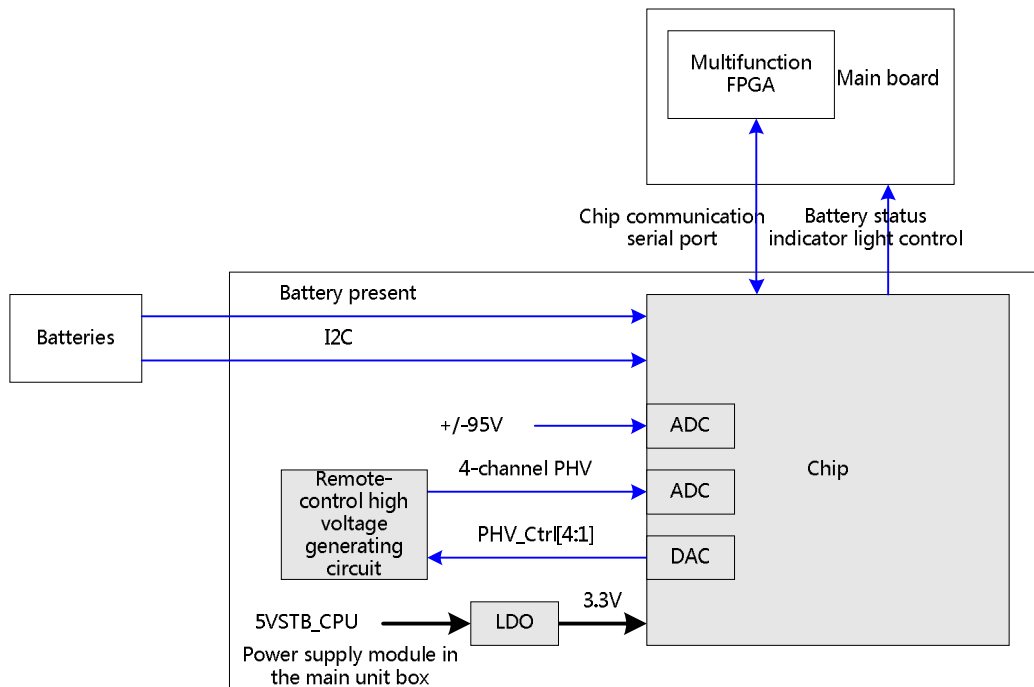 Multifunction
FPGA
Main board
Chip communication
serial port
Battery status
indicator light control
Battery present
Batteries
I2C
+/-95V
ADC
4-channel PHV
ADC
Chip
Remote-
control high
voltage
generating
circuit
PHV_Ctrl[4:1]
DAC
3.3V
5VSTB_CPU
LDO
Power supply module in
the main unit box